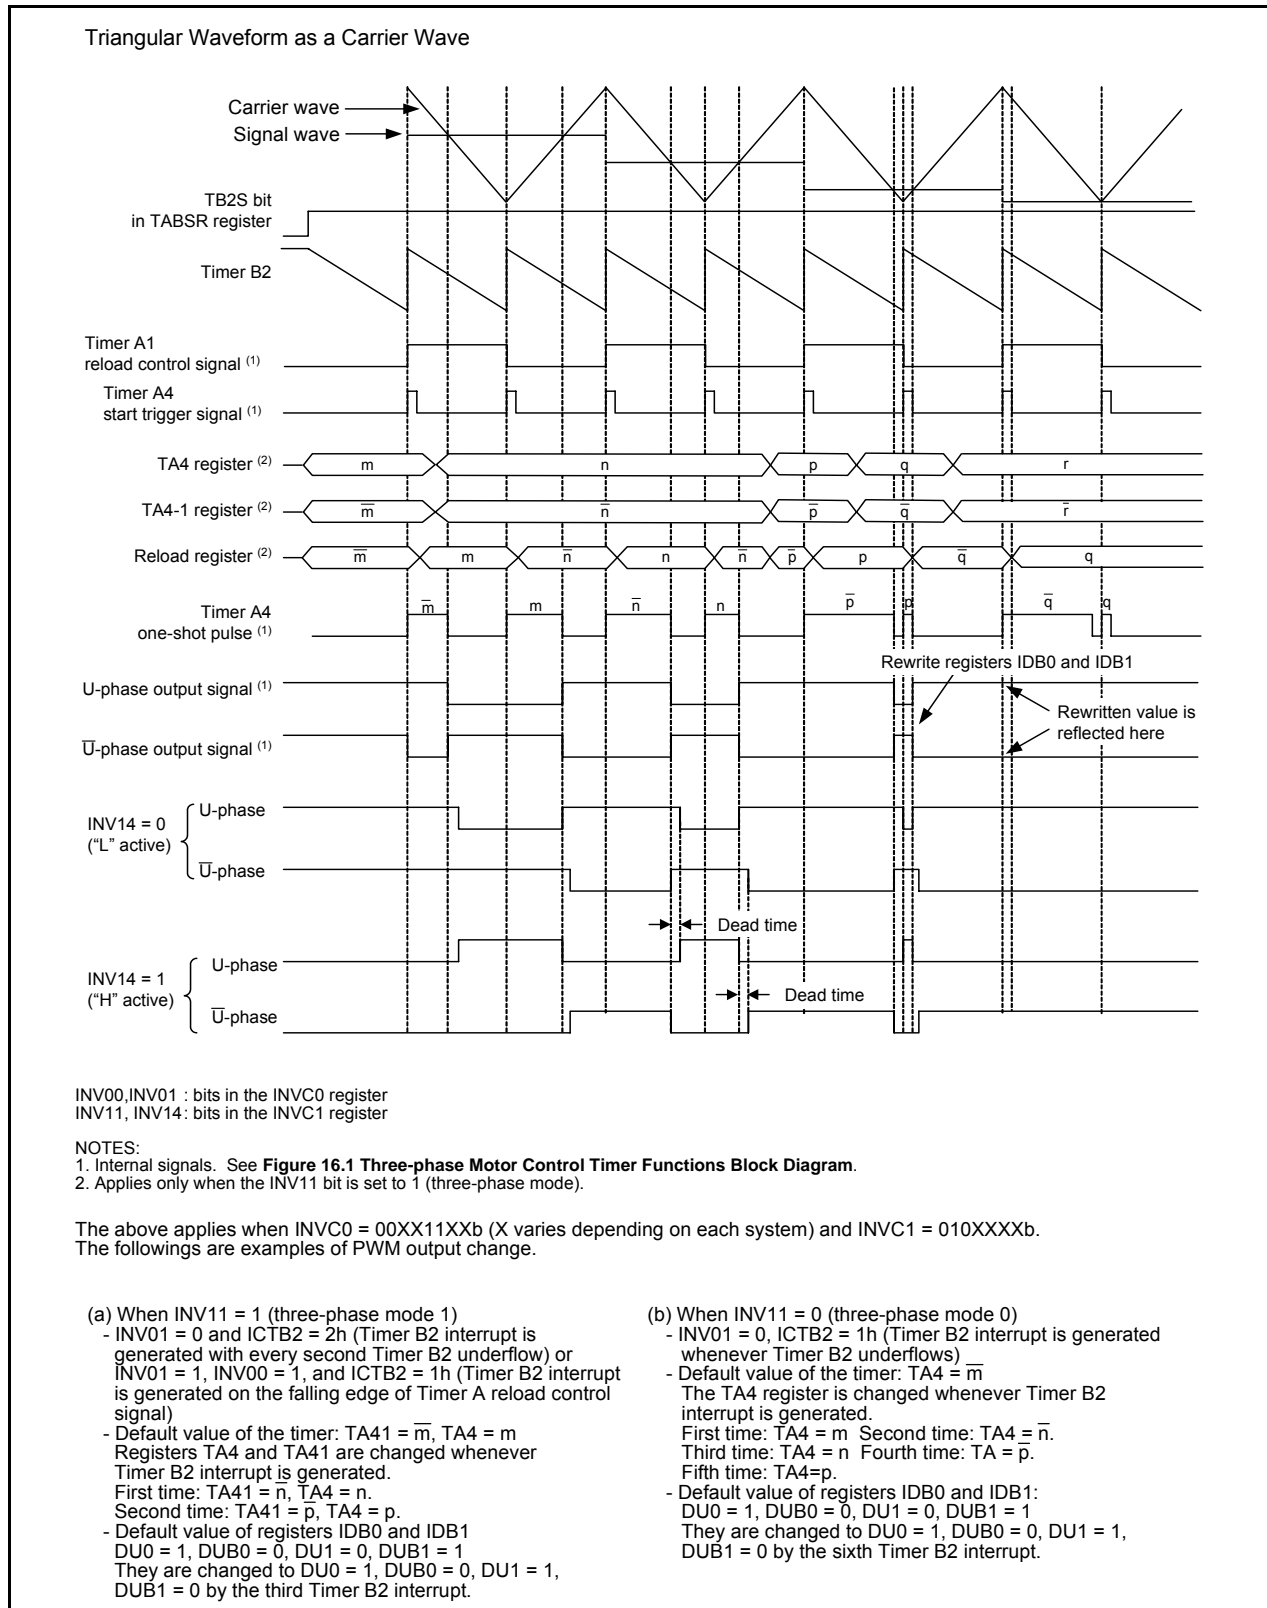 Triangular Waveform as a Carrier Wave
Carrier wave
Signal wave
TB2S bit
in TABSR register
Timer B2
Timer A1
reload control signal (1)
Timer A4
start trigger signal (1)
TA4 register (2)
m n p q r
TA4-1 register (2)
m̅ n̅ p̅ q̅ r̅
Reload register (2)
m̅ m n̅ n n̅ p̅ p q̅ q
Timer A4
one-shot pulse (1)
m̅ m n̅ n p̅ p q̅ q
Rewrite registers IDB0 and IDB1
U-phase output signal (1)
Rewritten value is
reflected here
U̅-phase output signal (1)
INV14 = 0
("L" active)
U-phase
U̅-phase
Dead time
INV14 = 1
("H" active)
U-phase
Dead time
U̅-phase
INV00,INV01 : bits in the INVC0 register
INV11, INV14: bits in the INVC1 register
NOTES:
1. Internal signals. See Figure 16.1 Three-phase Motor Control Timer Functions Block Diagram.
2. Applies only when the INV11 bit is set to 1 (three-phase mode).
The above applies when INVC0 = 00XX11XXb (X varies depending on each system) and INVC1 = 010XXXXb.
The followings are examples of PWM output change.
(a) When INV11 = 1 (three-phase mode 1)
- INV01 = 0 and ICTB2 = 2h (Timer B2 interrupt is
generated with every second Timer B2 underflow) or
INV01 = 1, INV00 = 1, and ICTB2 = 1h (Timer B2 interrupt
is generated on the falling edge of Timer A reload control
signal)
- Default value of the timer: TA41 = m̅, TA4 = m
Registers TA4 and TA41 are changed whenever
Timer B2 interrupt is generated.
First time: TA41 = n̅, TA4 = n.
Second time: TA41 = p̅, TA4 = p.
- Default value of registers IDB0 and IDB1
DU0 = 1, DUB0 = 0, DU1 = 0, DUB1 = 1
They are changed to DU0 = 1, DUB0 = 0, DU1 = 1,
DUB1 = 0 by the third Timer B2 interrupt.
(b) When INV11 = 0 (three-phase mode 0)
- INV01 = 0, ICTB2 = 1h (Timer B2 interrupt is generated
whenever Timer B2 underflows)
- Default value of the timer: TA4 = m̅
The TA4 register is changed whenever Timer B2
interrupt is generated.
First time: TA4 = m Second time: TA4 = n̅.
Third time: TA4 = n Fourth time: TA = p̅.
Fifth time: TA4=p.
- Default value of registers IDB0 and IDB1:
DU0 = 1, DUB0 = 0, DU1 = 0, DUB1 = 1
They are changed to DU0 = 1, DUB0 = 0, DU1 = 1,
DUB1 = 0 by the sixth Timer B2 interrupt.